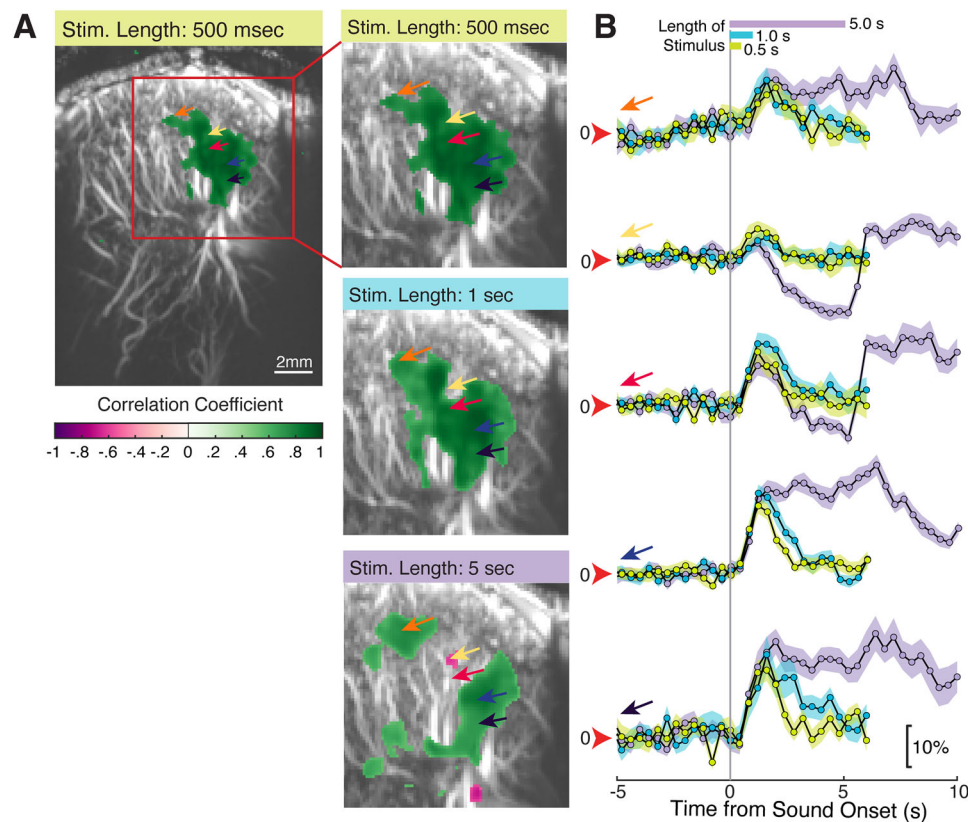 A
Stim. Length: 500 msec
2mm
Correlation Coefficient
-1 -.8 -.6 -.4 -.2 0 .2 .4 .6 .8 1
Stim. Length: 500 msec
Stim. Length: 1 sec
Stim. Length: 5 sec
B
Length of
Stimulus
5.0 s
1.0 s
0.5 s
0
0
0
0
0
10%
-5 0 5 10
Time from Sound Onset (s)